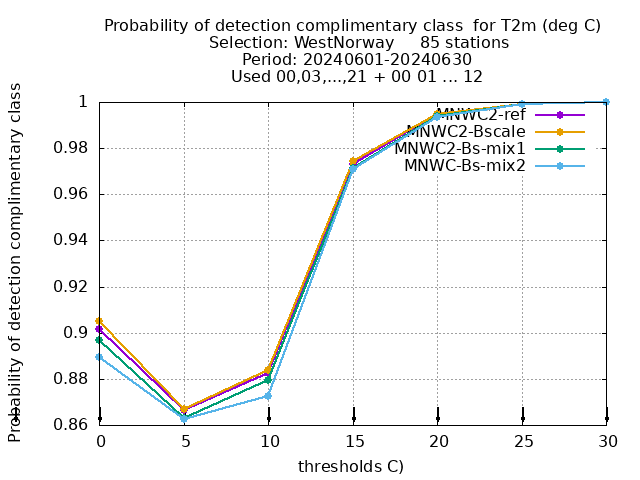 Probability of detection complimentary class  for T2m (deg C)
Selection: WestNorway     85 stations
Period: 20240601-20240630
Used 00,03,...,21 + 00 01 ... 12
Probability of detection complimentary class
1
0.98
0.96
0.94
0.92
0.9
0.88
0.86
MNWC2-ref
MNWC2-Bscale
MNWC2-Bs-mix1
MNWC-Bs-mix2
0 5 10 15 20 25 30
thresholds C)